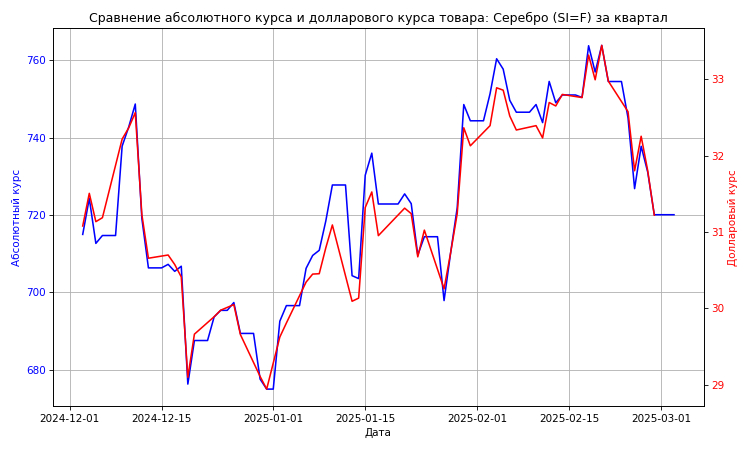 Сравнение абсолютного курса и долларового курса товара: Серебро (SI=F) за квартал
Абсолютный курс
760
740
720
700
680
33
32
31
30
29
Долларовый курс
2024-12-01 2024-12-15 2025-01-01 2025-01-15 2025-02-01 2025-02-15 2025-03-01
Дата